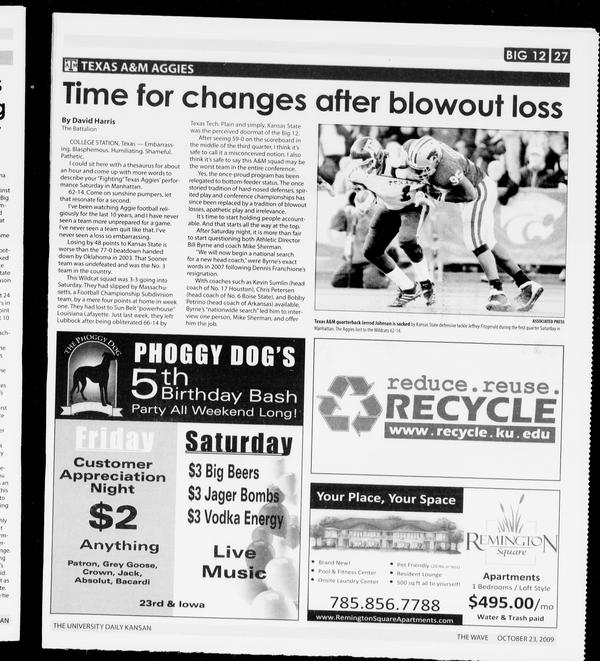 BIG 12 27
TEXAS A&M AGGIES
Time for changes after blowout loss
By David Harris
The Battalion
COLLEGE STATION, Texas — Embarrass-
ing. Blasphemous. Humiliating. Shameful.
Pathetic.
I could sit here with a thesaurus for about
an hour and come up with more words to
describe your "Fighting" Texas Aggies' perfor-
mance Saturday in Manhattan.
62-14. Come on sunshine pumpers, let
that resonate for a second.
I've been watching Aggie football reli-
giously for the last 10 years, and I have never
seen a team more unprepared for a game.
I've never seen a team quit like that. I've
never seen a loss so embarrassing.
Losing by 48 points to Kansas State is
worse than the 77-0 beatdown handed
down by Oklahoma in 2003. That Sooner
team was undefeated and was the No. 3
team in the country.
This Wildcat squad was 3-3 going into
Saturday. They had slipped by Massachu-
setts, a Football Championship Subdivision
team, by a mere four points at home in week
one. They had lost to Sun Belt "powerhouse"
Louisiana Lafayette. Just last week, they left
Lubbock after being obliterated 66-14 by
Texas Tech. Plain and simply, Kansas State
was the perceived doormat of the Big 12.
After seeing 59-0 on the scoreboard in
the middle of the third quarter, I think it's
safe to call it a misconceived notion. I also
think it's safe to say this A&M squad may be
the worst team in the entire conference.
Yes, the once proud program has been
relegated to bottom-feeder status. The once
storied tradition of hard-nosed defenses, spir-
ited play and conference championships has
since been replaced by a tradition of blowout
losses, apathetic play and irrelevance.
It's time to start holding people account-
able. And that starts all the way at the top.
After Saturday night, it is more than fair
to start questioning both Athletic Director
Bill Byrne and coach Mike Sherman.
"We will now begin a national search
for a new head coach," were Byrne's exact
words in 2007 following Dennis Franchione's
resignation.
With coaches such as Kevin Sumlin (head
coach of No. 17 Houston), Chris Petersen
(head coach of No. 6 Boise State), and Bobby
Petrino (head coach of Arkansas) available,
Byrne's "nationwide search" led him to inter-
view one person, Mike Sherman, and offer
him the job.
ASSOCIATED PRESS
Texas A&M quarterback Jerrod Johnson is sacked by Kansas State defensive tackle Jeffrey Fitzgerald during the first quarter Saturday in
Manhattan. The Aggies lost to the Wildcats 62-14.
THE PHOGGY DOG
PHOGGY DOG'S
5th
Birthday Bash
Party All Weekend Long!
Friday
Customer
Appreciation
Night
$2
Anything
Patron, Grey Goose,
Crown, Jack,
Absolut, Bacardi
Saturday
$3 Big Beers
$3 Jager Bombs
$3 Vodka Energy
Live
Music
23rd & Iowa
reduce.reuse.
RECYCLE
www.recycle.ku.edu
Your Place, Your Space
REMINGTON
Square
• Brand New!
• Pool & Fitness Center
• Onsite Laundry Center
• Pet Friendly
• Resident Lounge
• 500 sq ft all to yourself!
785.856.7788
www.RemingtonSquareApartments.com
Apartments
1 Bedrooms / Loft Style
$495.00/mo
Water & Trash paid
THE UNIVERSITY DAILY KANSAN
THE WAVE OCTOBER 23, 2009